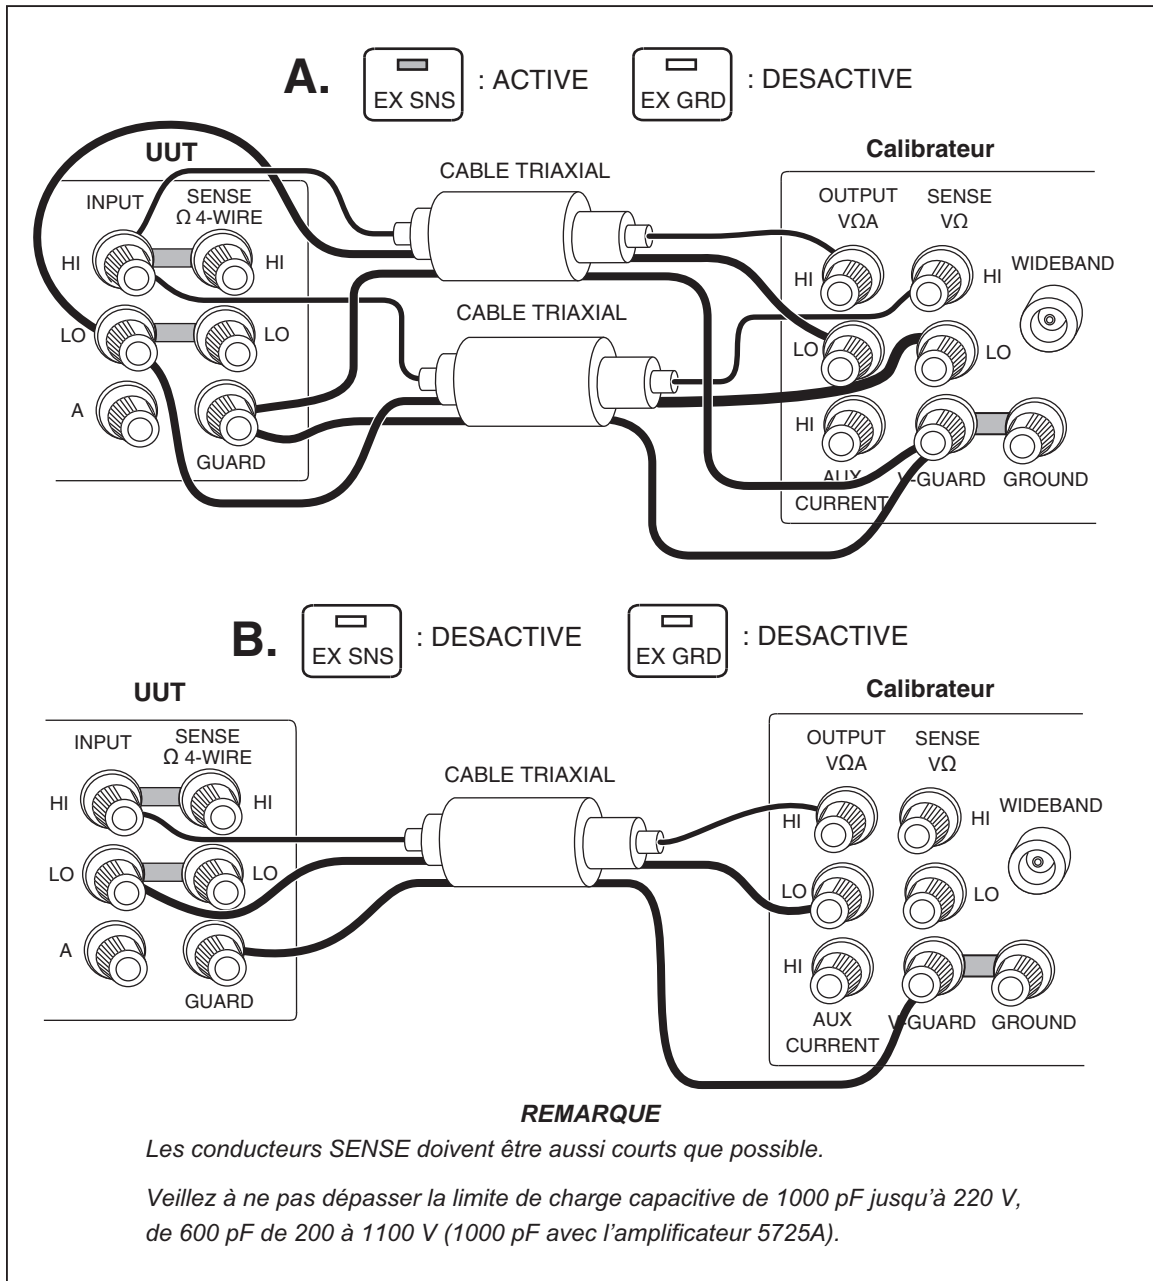 A.
EX SNS : ACTIVE
EX GRD : DESACTIVE
UUT
INPUT
SENSE
Ω 4-WIRE
HI
HI
LO
LO
A
GUARD
CABLE TRIAXIAL
CABLE TRIAXIAL
Calibrateur
OUTPUT
VΩA
SENSE
VΩ
WIDEBAND
HI
HI
LO
LO
HI
AUX
CURRENT
V-GUARD
GROUND
B.
EX SNS : DESACTIVE
EX GRD : DESACTIVE
UUT
INPUT
SENSE
Ω 4-WIRE
HI
HI
LO
LO
A
GUARD
CABLE TRIAXIAL
Calibrateur
OUTPUT
VΩA
SENSE
VΩ
WIDEBAND
HI
HI
LO
LO
HI
AUX
CURRENT
V-GUARD
GROUND
REMARQUE
Les conducteurs SENSE doivent être aussi courts que possible.
Veillez à ne pas dépasser la limite de charge capacitive de 1000 pF jusqu'à 220 V,
de 600 pF de 200 à 1100 V (1000 pF avec l'amplificateur 5725A).